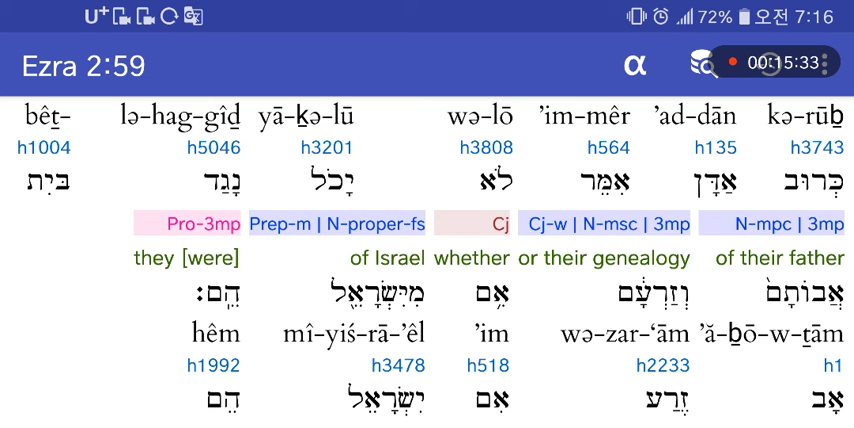 U+ 72% 오전 7:16
Ezra 2:59 α 00:15:33
bêṯ- lə-hag-gîḏ yā-ḵə-lū wə-lō ’im-mêr ’ad-dān kə-rūḇ
h1004 h5046 h3201 h3808 h564 h135 h3743
בּיִת נָגַד יָכֹל לֹא אִמֵּר אַדָּן כְּרוּב
Pro-3mp Prep-m | N-proper-fs Cj Cj-w | N-msc | 3mp N-mpc | 3mp
they [were] of Israel whether or their genealogy of their father
הֵֽם׃ מִיִּשְׂרָאֵ֖ל אִ֥ם וְזַרְעָ֔ם אֲבוֹתָם֙
hêm mî-yiś-rā-’êl ’im wə-zar-‘ām ’ă-ḇō-w-ṯām
h1992 h3478 h518 h2233 h1
הֵם יִשְׂרָאֵל אִם זֶרַע אָב